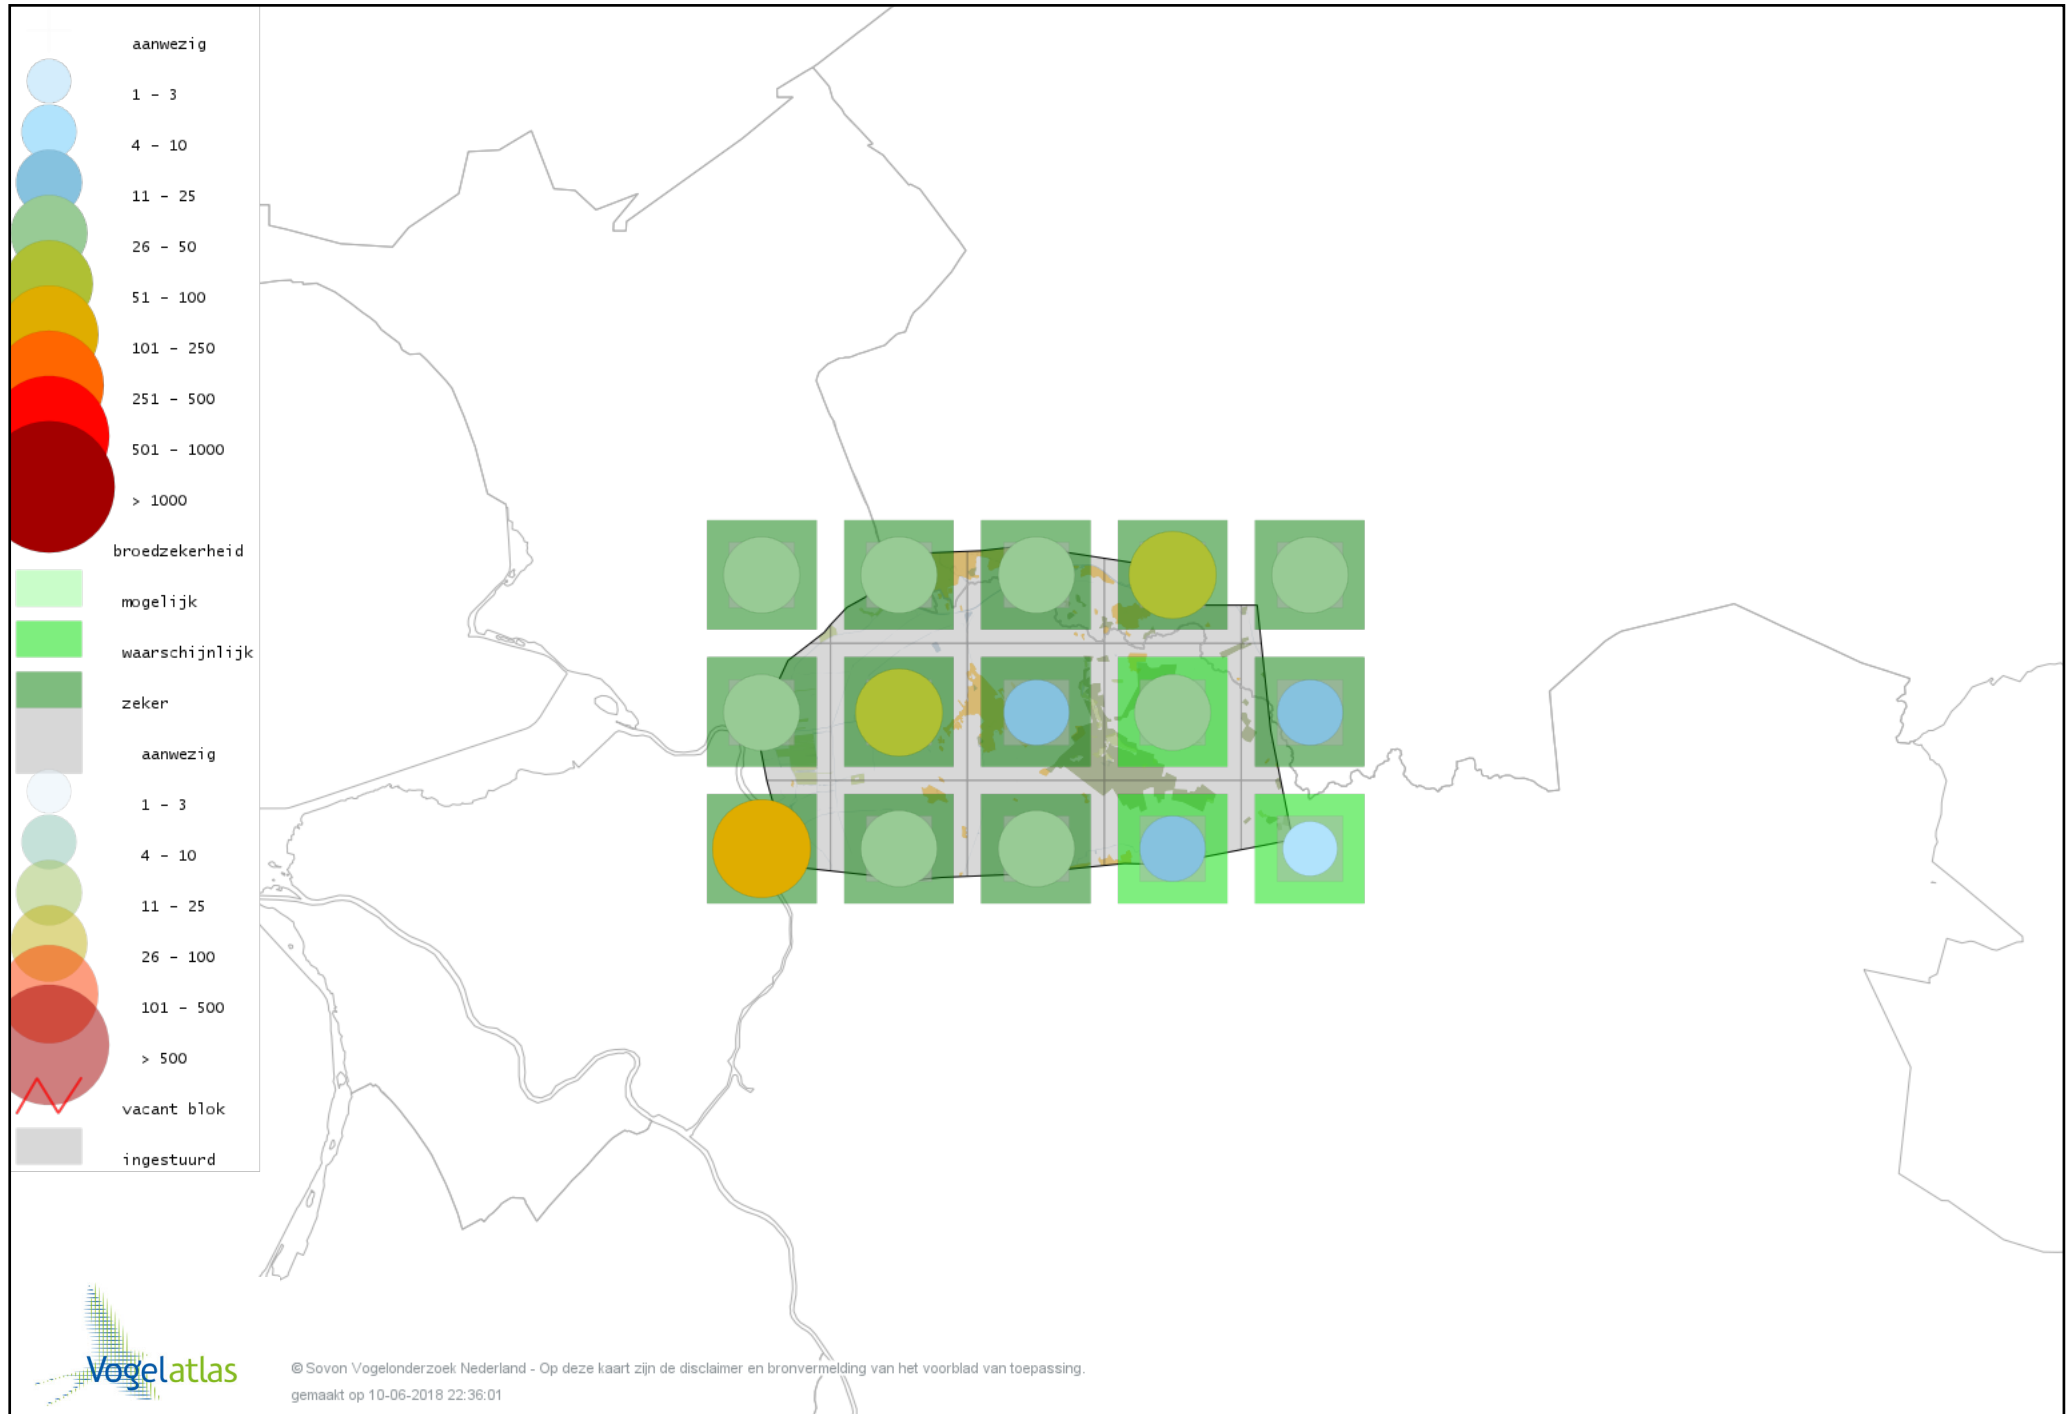 aanwezig
1 - 3
4 - 10
11 - 25
26 - 50
51 - 100
101 - 250
251 - 500
501 - 1000
> 1000
broedzekerheid
mogelijk
waarschijnlijk
zeker
aanwezig
1 - 3
4 - 10
11 - 25
26 - 100
101 - 500
> 500
vacant blok
ingestuurd
Vogelatlas
© Sovon Vogelonderzoek Nederland - Op deze kaart zijn de disclaimer en bronvermelding van het voorblad van toepassing.
gemaakt op 10-06-2018 22:36:01